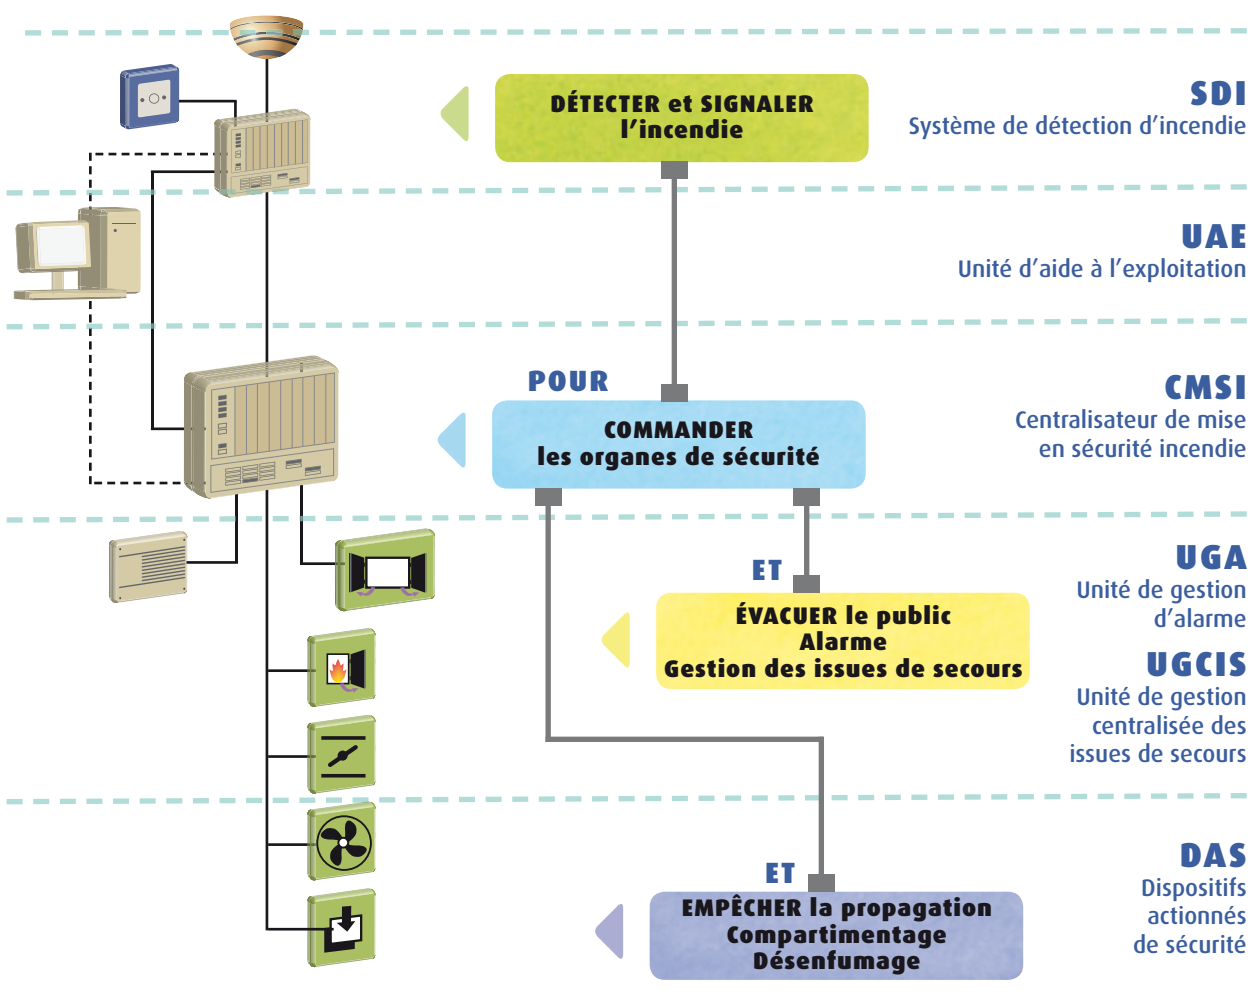 DÉTECTER et SIGNALER
l'incendie
SDI
Système de détection d'incendie
UAE
Unité d'aide à l'exploitation
POUR
COMMANDER
les organes de sécurité
CMSI
Centralisateur de mise
en sécurité incendie
ET
ÉVACUER le public
Alarme
Gestion des issues de secours
UGA
Unité de gestion
d'alarme
UGCIS
Unité de gestion
centralisée des
issues de secours
ET
EMPÊCHER la propagation
Compartimentage
Désenfumage
DAS
Dispositifs
actionnés
de sécurité